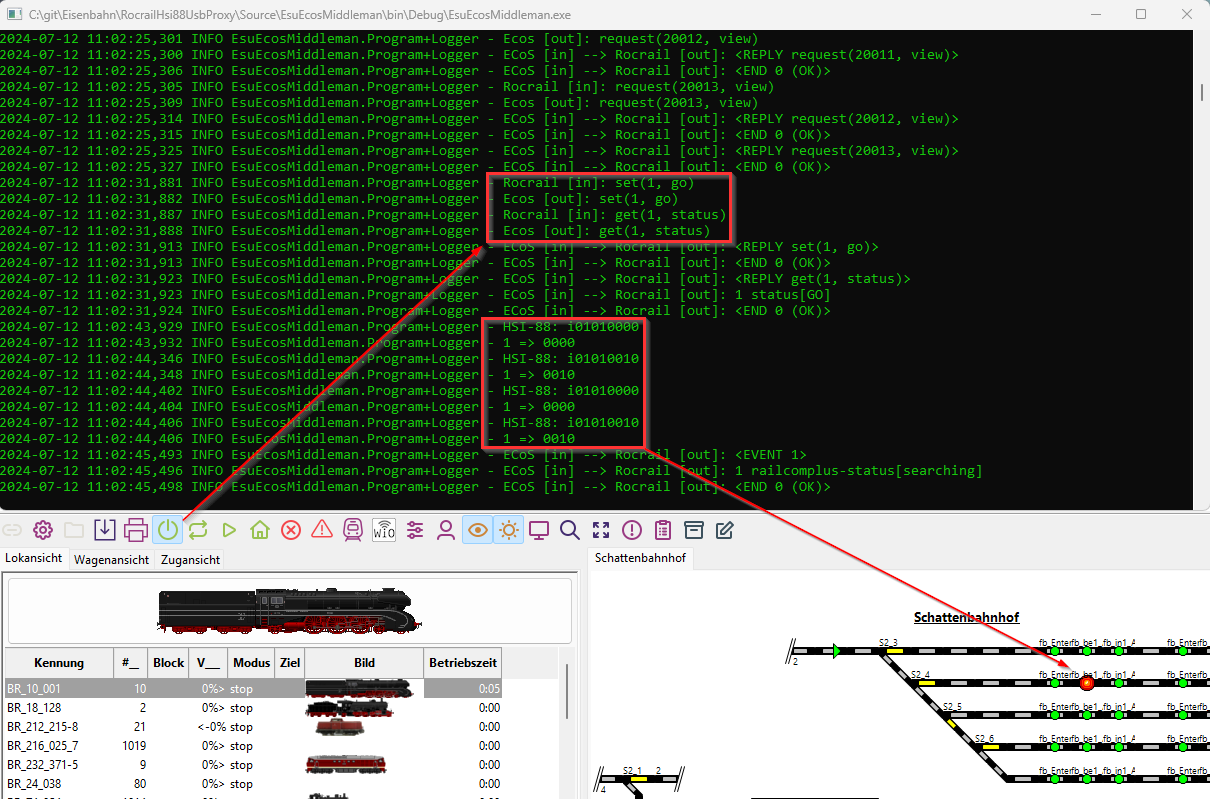 C:\git\Eisenbahn\RocrailHsi88UsbProxy\Source\EsuEcosMiddleman\bin\Debug\EsuEcosMiddleman.exe
2024-07-12 11:02:25,301 INFO EsuEcosMiddleman.Program+Logger - Ecos [out]: request(20012, view)
2024-07-12 11:02:25,300 INFO EsuEcosMiddleman.Program+Logger - ECoS [in] --> Rocrail [out]: <REPLY request(20011, view)>
2024-07-12 11:02:25,306 INFO EsuEcosMiddleman.Program+Logger - ECoS [in] --> Rocrail [out]: <END 0 (OK)>
2024-07-12 11:02:25,305 INFO EsuEcosMiddleman.Program+Logger - Rocrail [in]: request(20013, view)
2024-07-12 11:02:25,309 INFO EsuEcosMiddleman.Program+Logger - Ecos [out]: request(20013, view)
2024-07-12 11:02:25,314 INFO EsuEcosMiddleman.Program+Logger - ECoS [in] --> Rocrail [out]: <REPLY request(20012, view)>
2024-07-12 11:02:25,315 INFO EsuEcosMiddleman.Program+Logger - ECoS [in] --> Rocrail [out]: <END 0 (OK)>
2024-07-12 11:02:25,325 INFO EsuEcosMiddleman.Program+Logger - ECoS [in] --> Rocrail [out]: <REPLY request(20013, view)>
2024-07-12 11:02:25,327 INFO EsuEcosMiddleman.Program+Logger - ECoS [in] --> Rocrail [out]: <END 0 (OK)>
2024-07-12 11:02:31,881 INFO EsuEcosMiddleman.Program+Logger - Rocrail [in]: set(1, go)
2024-07-12 11:02:31,882 INFO EsuEcosMiddleman.Program+Logger - Ecos [out]: set(1, go)
2024-07-12 11:02:31,887 INFO EsuEcosMiddleman.Program+Logger - Rocrail [in]: get(1, status)
2024-07-12 11:02:31,888 INFO EsuEcosMiddleman.Program+Logger - Ecos [out]: get(1, status)
2024-07-12 11:02:31,913 INFO EsuEcosMiddleman.Program+Logger - ECoS [in] --> Rocrail [out]: <REPLY set(1, go)>
2024-07-12 11:02:31,913 INFO EsuEcosMiddleman.Program+Logger - ECoS [in] --> Rocrail [out]: <END 0 (OK)>
2024-07-12 11:02:31,923 INFO EsuEcosMiddleman.Program+Logger - ECoS [in] --> Rocrail [out]: <REPLY get(1, status)>
2024-07-12 11:02:31,923 INFO EsuEcosMiddleman.Program+Logger - ECoS [in] --> Rocrail [out]: 1 status[GO]
2024-07-12 11:02:31,924 INFO EsuEcosMiddleman.Program+Logger - ECoS [in] --> Rocrail [out]: <END 0 (OK)>
2024-07-12 11:02:43,929 INFO EsuEcosMiddleman.Program+Logger - HSI-88: i01010000
2024-07-12 11:02:43,932 INFO EsuEcosMiddleman.Program+Logger - 1 => 0000
2024-07-12 11:02:44,346 INFO EsuEcosMiddleman.Program+Logger - HSI-88: i01010010
2024-07-12 11:02:44,348 INFO EsuEcosMiddleman.Program+Logger - 1 => 0010
2024-07-12 11:02:44,402 INFO EsuEcosMiddleman.Program+Logger - HSI-88: i01010000
2024-07-12 11:02:44,404 INFO EsuEcosMiddleman.Program+Logger - 1 => 0000
2024-07-12 11:02:44,406 INFO EsuEcosMiddleman.Program+Logger - HSI-88: i01010010
2024-07-12 11:02:44,406 INFO EsuEcosMiddleman.Program+Logger - 1 => 0010
2024-07-12 11:02:45,493 INFO EsuEcosMiddleman.Program+Logger - ECoS [in] --> Rocrail [out]: <EVENT 1>
2024-07-12 11:02:45,496 INFO EsuEcosMiddleman.Program+Logger - ECoS [in] --> Rocrail [out]: 1 railcomplus-status[searching]
2024-07-12 11:02:45,498 INFO EsuEcosMiddleman.Program+Logger - ECoS [in] --> Rocrail [out]: <END 0 (OK)>
WIO
Lokansicht Wagenansicht Zugansicht
Kennung #__ Block V__ Modus Ziel Bild Betriebszeit
BR_10_001 10 0%> stop 0:05
BR_18_128 2 0%> stop 0:00
BR_212_215-8 21 <-0% stop 0:00
BR_216_025_7 1019 0%> stop 0:00
BR_232_371-5 9 0%> stop 0:00
BR_24_038 80 0%> stop 0:00
Schattenbahnhof
Schattenbahnhof
S2_3 fb_Enterfb_be1_.fb_in1_A fb_Enterf
2
S2_4 fb_Enterfb_be1_.fb_in1_A fb_Enterf
S2_5 fb_Enterfb_be1_.fb_in1_A fb_Enterf
S2_6 fb_Enterfb_be1_.fb_in1_A fb_Enterf
fb_Enterfb_be1_.fb_in1_A fb_Enterf
S2_1 2
4